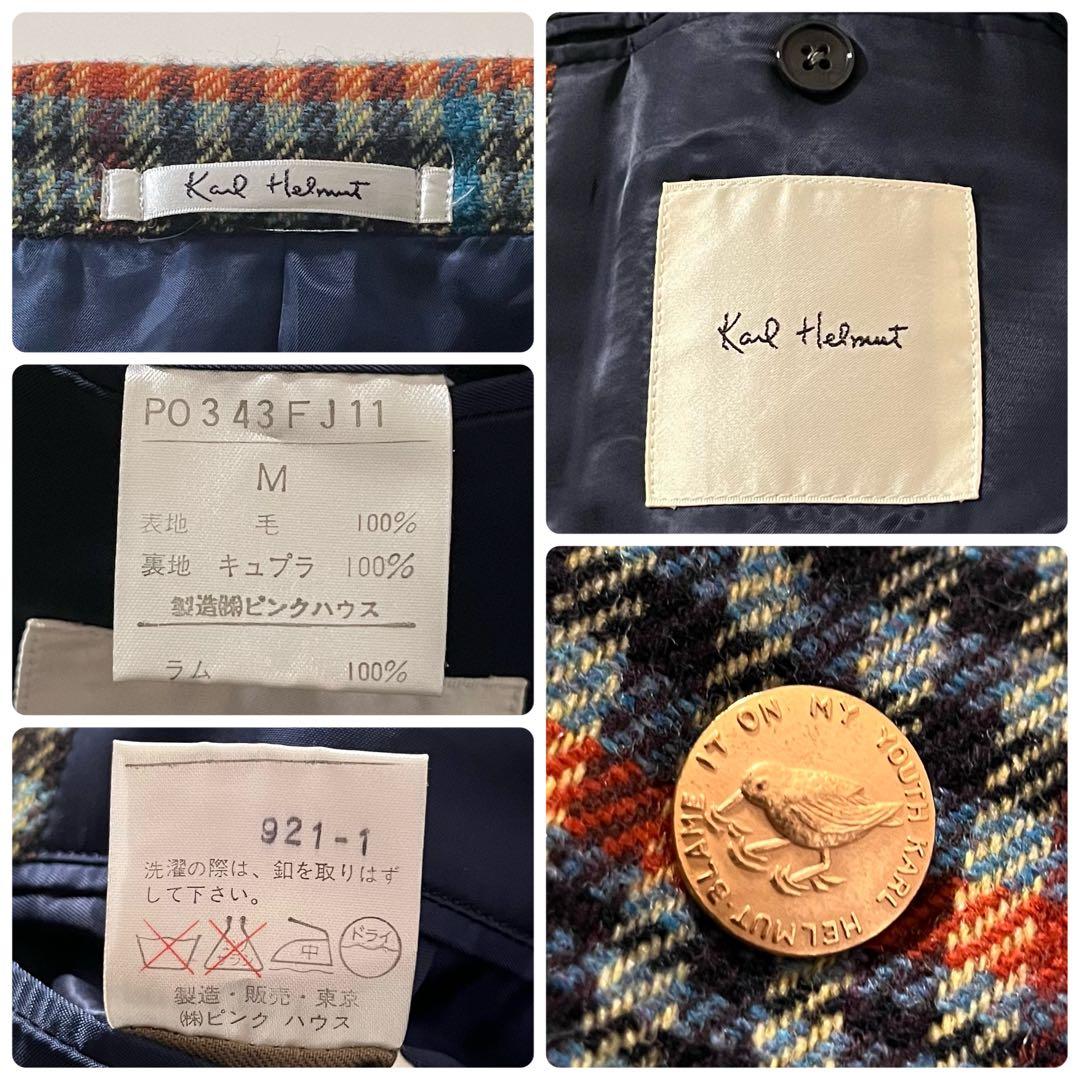 Karl Helmut
Karl Helmut
PO343FJ11
M
表地 毛 100%
裏地 キュプラ 100%
製造㈱ピンクハウス
ラム 100%
921-1
洗濯の際は、釦を取りはず
して下さい。
中 ドライ
製造・販売・東京
㈱ピンク ハウス
BLAME IT ON MY YOUTH KARL HELMUT